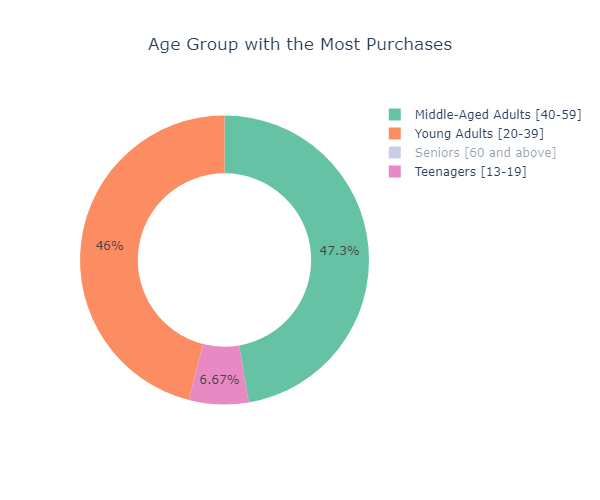 Age Group with the Most Purchases
Middle-Aged Adults [40-59]
Young Adults [20-39]
Seniors [60 and above]
Teenagers [13-19]
46%
47.3%
6.67%